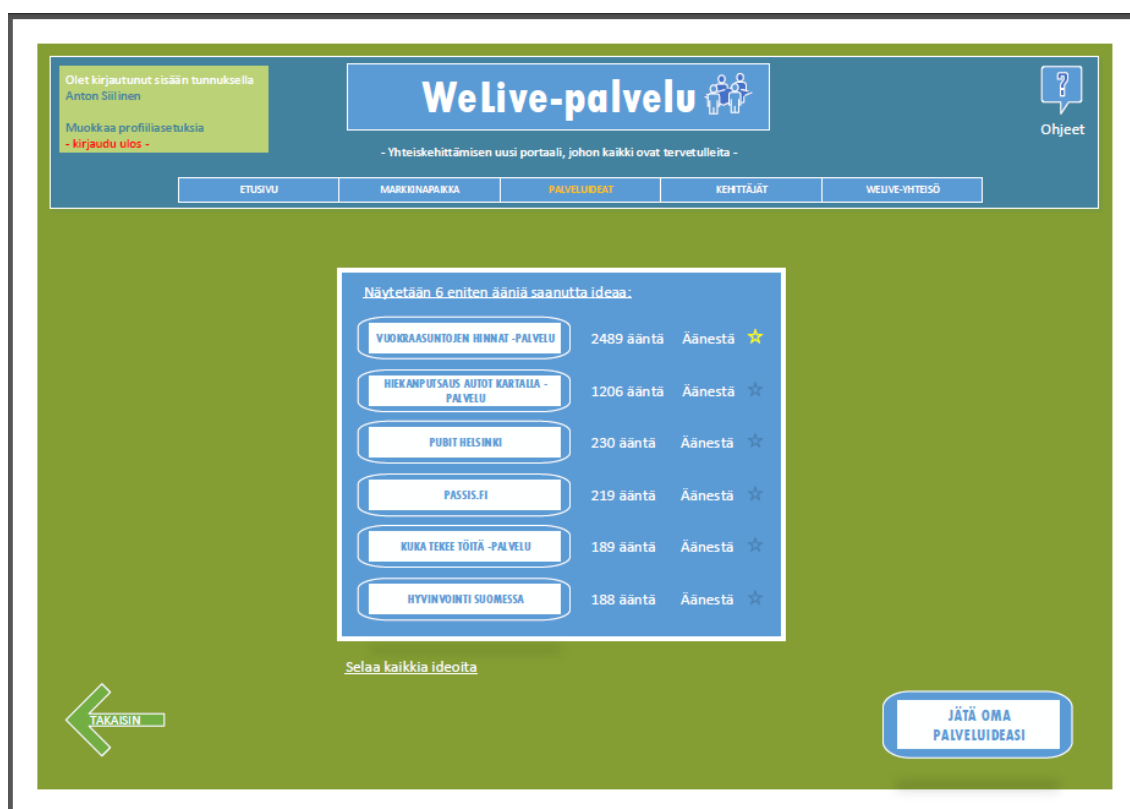 Olet kirjautunut sisään tunnuksella
Anton Siilinen
Muokkaa profiiliasetuksia
- kirjaudu ulos -
WeLive-palvelu
?
Ohjeet
- Yhteiskehittämisen uusi portaali, johon kaikki ovat tervetulleita -
ETUSIVU MARKKINAPAIKKA PALVELUIDEAT KEHITTÄJÄT WELIVE-YHTEISÖ
Näytetään 6 eniten ääniä saanutta ideaa:
VUOKRAASUNTOJEN HINNAT -PALVELU 2489 ääntä Äänestä
HIEKANPUTSAUS AUTOT KARTALLA -
PALVELU 1206 ääntä Äänestä
PUBIT HELSINKI 230 ääntä Äänestä
PASSIS.FI 219 ääntä Äänestä
KUKA TEKEE TÖITÄ -PALVELU 189 ääntä Äänestä
HYVINVOINTI SUOMESSA 188 ääntä Äänestä
Selaa kaikkia ideoita
TAKAISIN
JÄTÄ OMA
PALVELUIDEASI